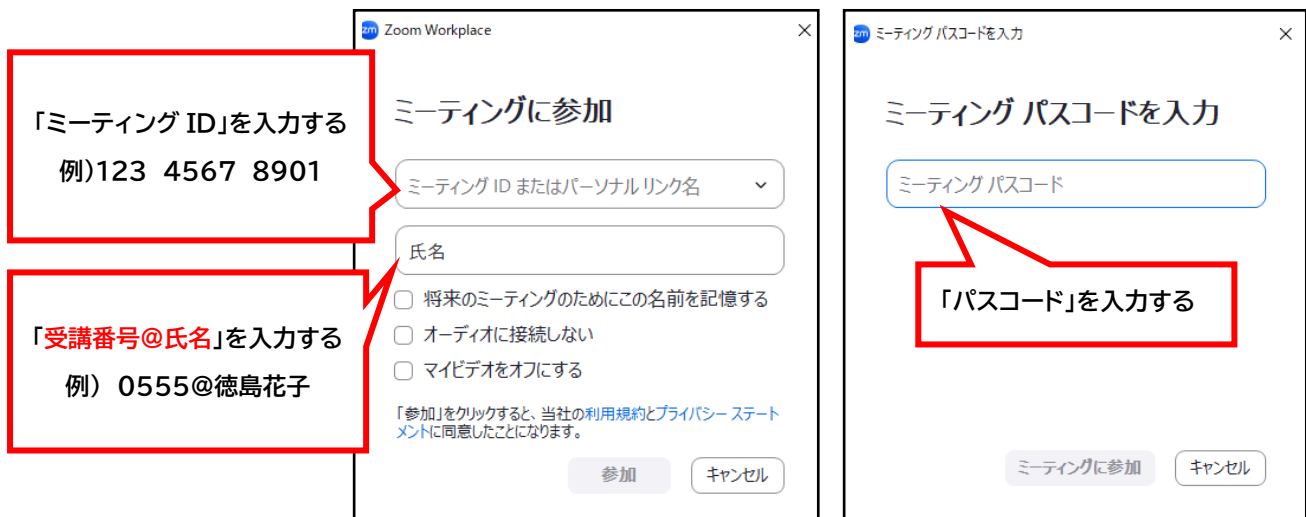 「ミーティング ID」を入力する
例)123 4567 8901
「受講番号@氏名」を入力する
例) 0555@徳島花子
zm Zoom Workplace
ミーティングに参加
ミーティング ID またはパーソナル リンク名
氏名
将来のミーティングのためにこの名前を記憶する
オーディオに接続しない
マイビデオをオフにする
「参加」をクリックすると、当社の利用規約とプライバシー ステート
メントに同意したことになります。
参加 キャンセル
zm ミーティング パスコードを入力
ミーティング パスコードを入力
ミーティング パスコード
「パスコード」を入力する
ミーティングに参加 キャンセル